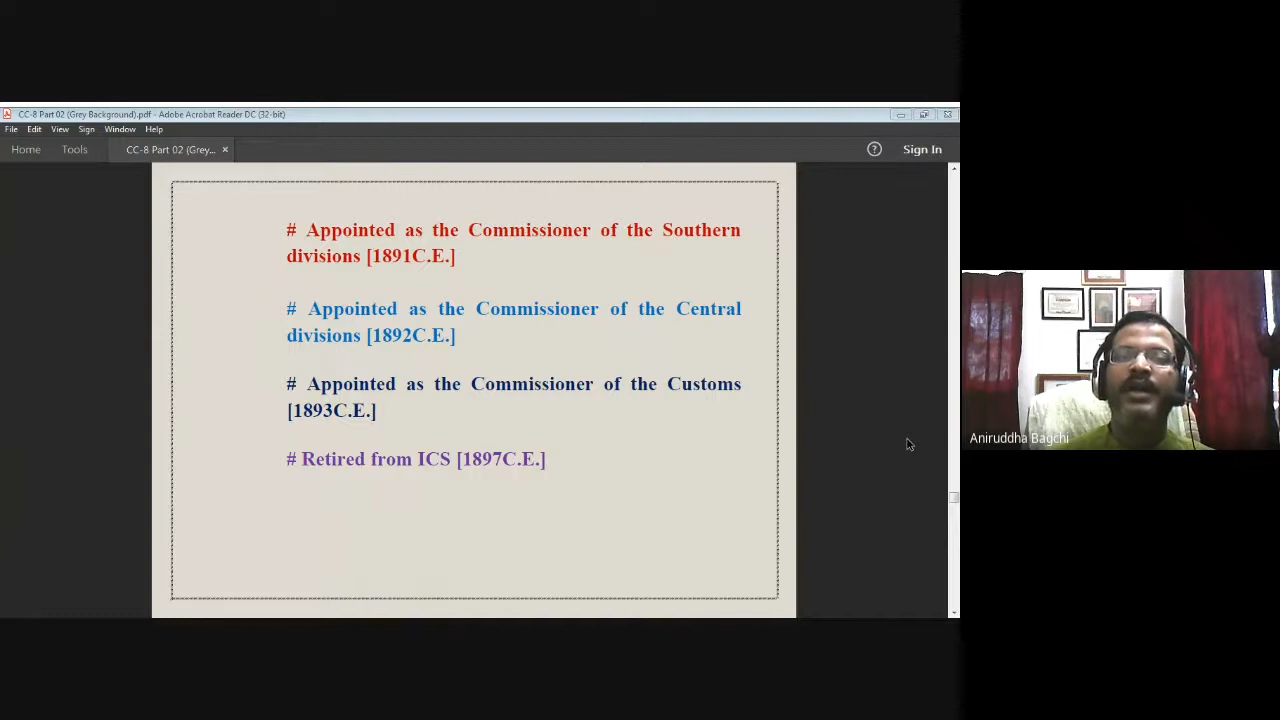 CC-8 Part 02 (Grey Background).pdf - Adobe Acrobat Reader DC (32-bit)
File Edit View Sign Window Help
Home Tools CC-8 Part 02 (Grey... × Sign In
# Appointed as the Commissioner of the Southern
divisions [1891C.E.]
# Appointed as the Commissioner of the Central
divisions [1892C.E.]
# Appointed as the Commissioner of the Customs
[1893C.E.]
# Retired from ICS [1897C.E.]
Aniruddha Bagchi